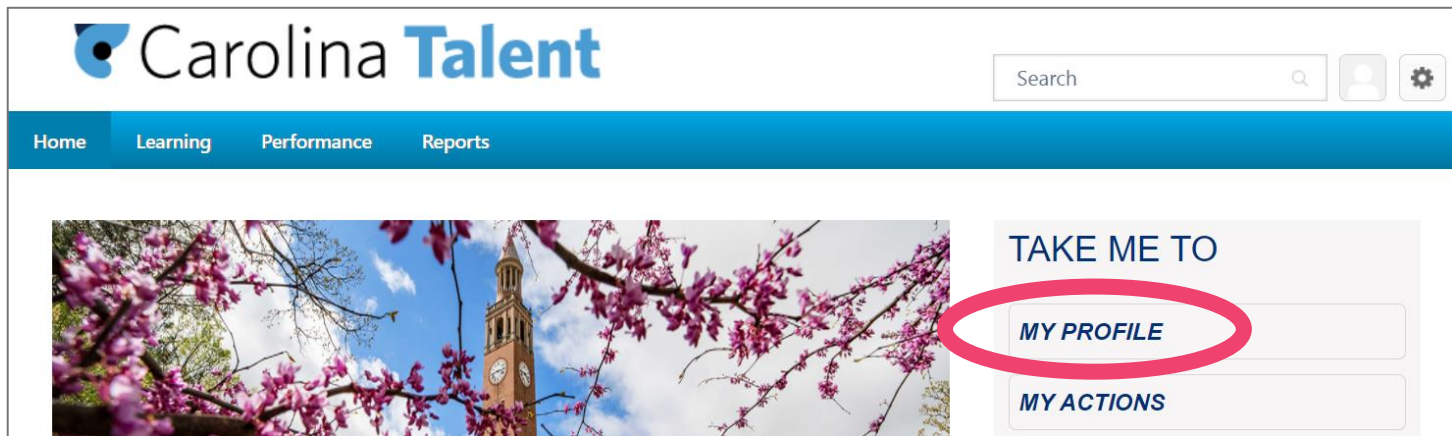 Carolina Talent
Search
Home Learning Performance Reports
TAKE ME TO
MY PROFILE
MY ACTIONS